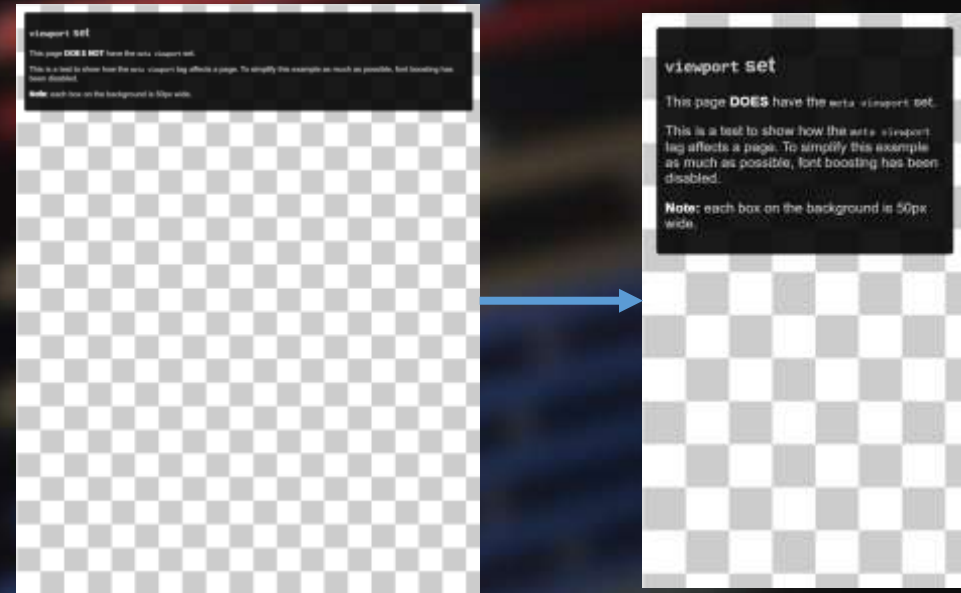 viewport set
This page DOES NOT have the meta viewport set.
This is a test to show how the meta viewport tag affects a page. To simplify this example as much as possible, font boosting has
been disabled.
Note: each box on the background is 50px wide.
viewport set
This page DOES have the meta viewport set.
This is a test to show how the meta viewport
tag affects a page. To simplify this example
as much as possible, font boosting has been
disabled.
Note: each box on the background is 50px
wide.